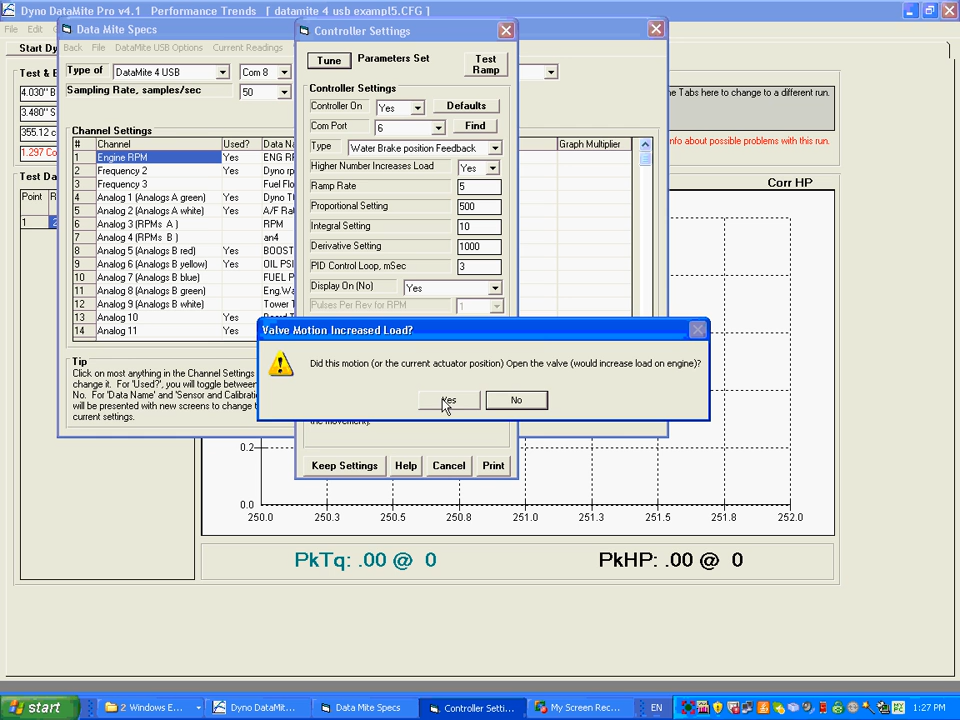 Dyno DataMite Pro v4.1 Performance Trends [ datamite 4 usb exampl5.CFG ]
File Edit
Start Dy
Test & E
4.030" B
3.480" S
355.12 c
1.297 Co
Test Da
Point R
1 2
Data Mite Specs
Back File DataMite USB Options Current Readings
Type of DataMite 4 USB Com 8
Sampling Rate, samples/sec 50
Channel Settings
# Channel Used? Data Na Graph Multiplier
1 Engine RPM Yes ENG RF
2 Frequency 2 Yes Dyno rp
3 Frequency 3 Fuel Flo
4 Analog 1 (Analogs A green) Yes Dyno TO
5 Analog 2 (Analogs A white) Yes A/F Rat
6 Analog 3 (RPMs A ) RPM
7 Analog 4 (RPMs B ) an4
8 Analog 5 (Analogs B red) Yes BOOST
9 Analog 6 (Analogs B yellow) Yes OIL PSI
10 Analog 7 (Analogs B blue) FUEL P
11 Analog 8 (Analogs B green) Eng.Wa
12 Analog 9 (Analogs B white) Tower T
13 Analog 10 Yes
14 Analog 11 Yes
Tip
Click on most anything in the Channel Settings
change it. For 'Used?', you will toggle between
No. For 'Data Name' and 'Sensor and Calibra
will be presented with new screens to change t
current settings.
Controller Settings
Tune Parameters Set Test Ramp
Controller Settings
Controller On Yes Defaults
Com Port 6 Find
Type Water Brake position Feedback
Higher Number Increases Load Yes
Ramp Rate 5
Proportional Setting 500
Integral Setting 10
Derivative Setting 1000
PID Control Loop, mSec 3
Display On (No) Yes
Pulses Per Rev for RPM 1
the movement).
Keep Settings Help Cancel Print
Valve Motion Increased Load?
Did this motion (or the current actuator position) Open the valve (would increase load on engine)?
Yes No
e Tabs here to change to a different run.
nfo about possible problems with this run.
Corr HP
0.2
0.0
250.0 250.3 250.5 250.8 251.0 251.3 251.5 251.8 252.0
PkTq: .00 @ 0 PkHP: .00 @ 0
start 2 Windows E... Dyno DataMit... Data Mite Specs Controller Setti... My Screen Rec... EN 1:27 PM